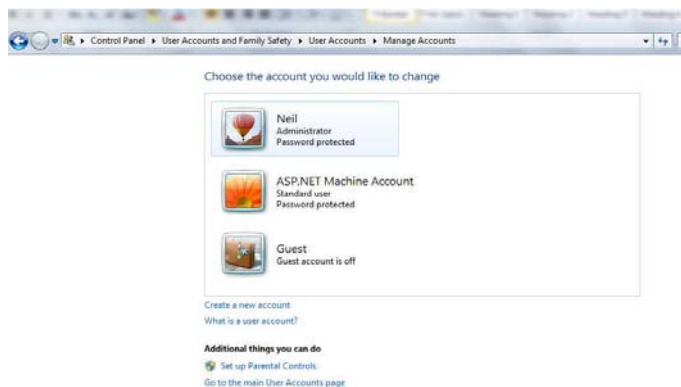 Control Panel ▸ User Accounts and Family Safety ▸ User Accounts ▸ Manage Accounts
Choose the account you would like to change
Neil
Administrator
Password protected
ASP.NET Machine Account
Standard user
Password protected
Guest
Guest account is off
Create a new account
What is a user account?
Additional things you can do
Set up Parental Controls
Go to the main User Accounts page